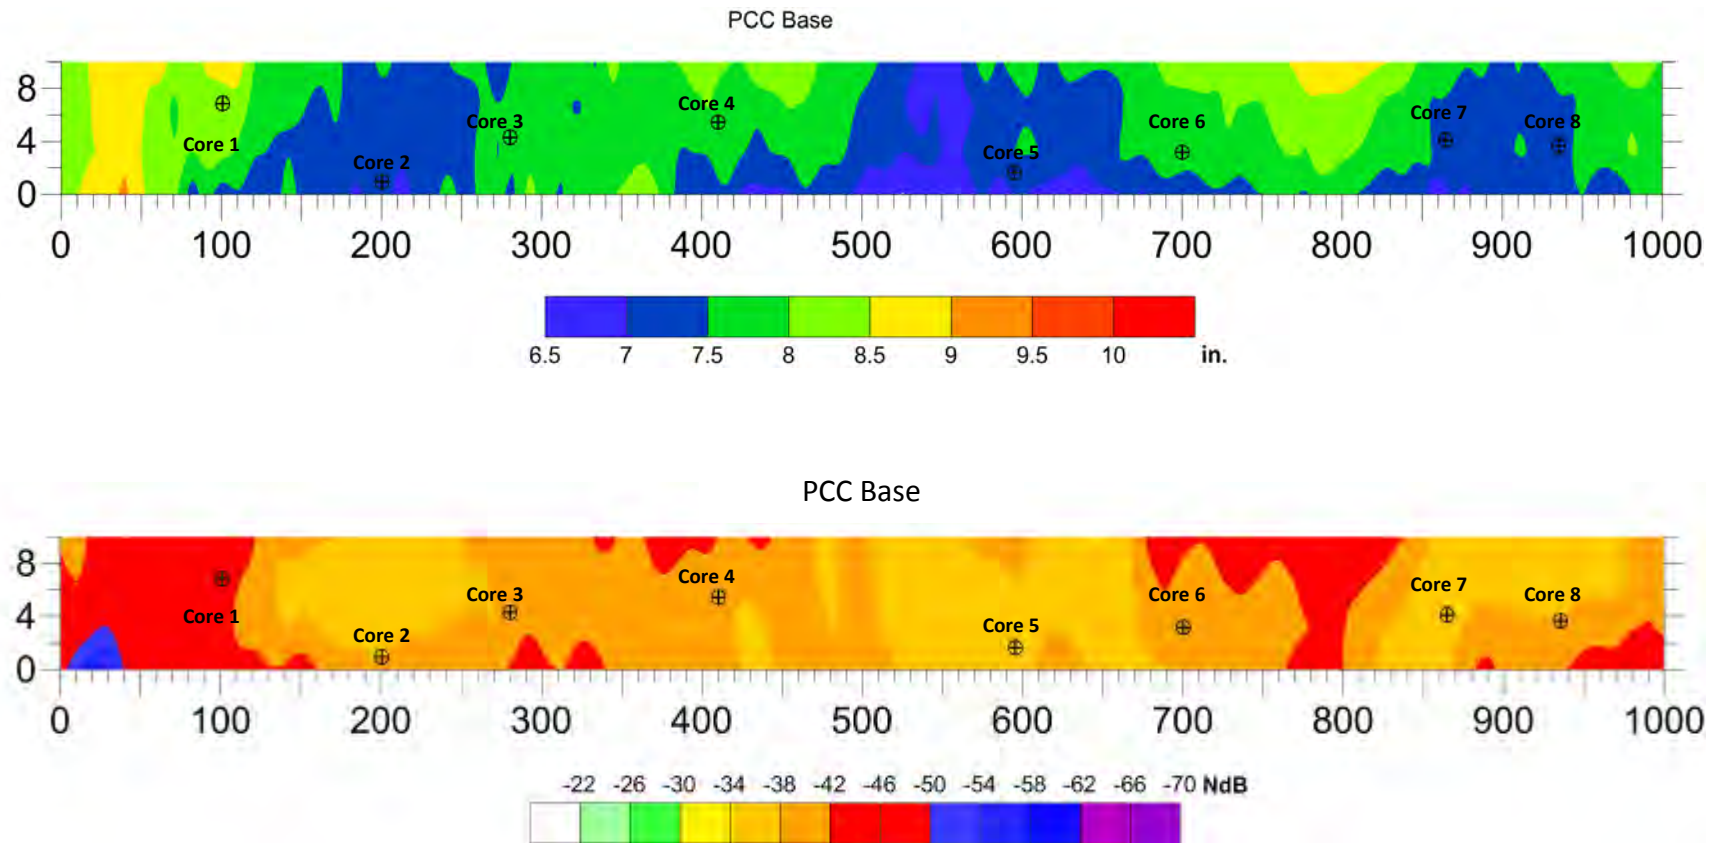 PCC Base
8
4
0
Core 1
Core 2
Core 3
Core 4
Core 5
Core 6
Core 7
Core 8
0 100 200 300 400 500 600 700 800 900 1000
6.5 7 7.5 8 8.5 9 9.5 10 in.
PCC Base
8
4
0
Core 1
Core 2
Core 3
Core 4
Core 5
Core 6
Core 7
Core 8
0 100 200 300 400 500 600 700 800 900 1000
-22 -26 -30 -34 -38 -42 -46 -50 -54 -58 -62 -66 -70 NdB